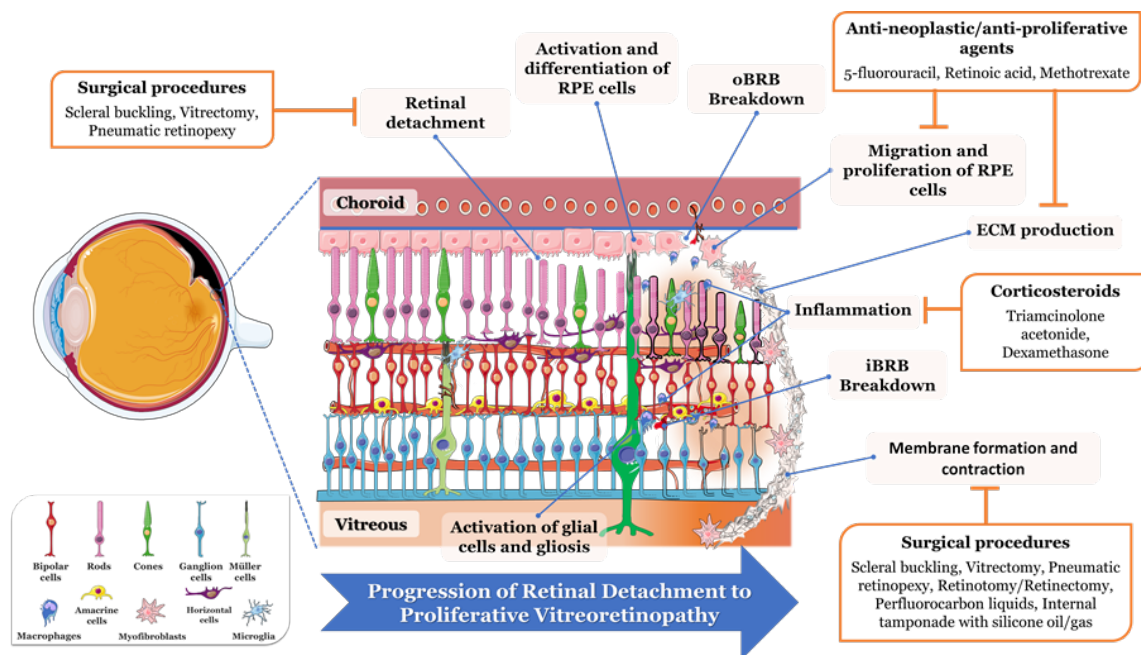 Surgical procedures
Scleral buckling, Vitrectomy,
Pneumatic retinopexy
Retinal
detachment
Activation and
differentiation of
RPE cells
oBRB
Breakdown
Anti-neoplastic/anti-proliferative
agents
5-fluorouracil, Retinoic acid, Methotrexate
Migration and
proliferation of RPE
cells
ECM production
Choroid
Inflammation
Corticosteroids
Triamcinolone
acetonide,
Dexamethasone
iBRB
Breakdown
Membrane formation and
contraction
Vitreous
Activation of glial
cells and gliosis
Surgical procedures
Scleral buckling, Vitrectomy, Pneumatic
retinopexy, Retinotomy/Retinectomy,
Perfluorocarbon liquids, Internal
tamponade with silicone oil/gas
Bipolar
cells
Rods
Cones
Ganglion
cells
Müller
cells
Macrophages
Amacrine
cells
Myofibroblasts
Horizontal
cells
Microglia
Progression of Retinal Detachment to
Proliferative Vitreoretinopathy